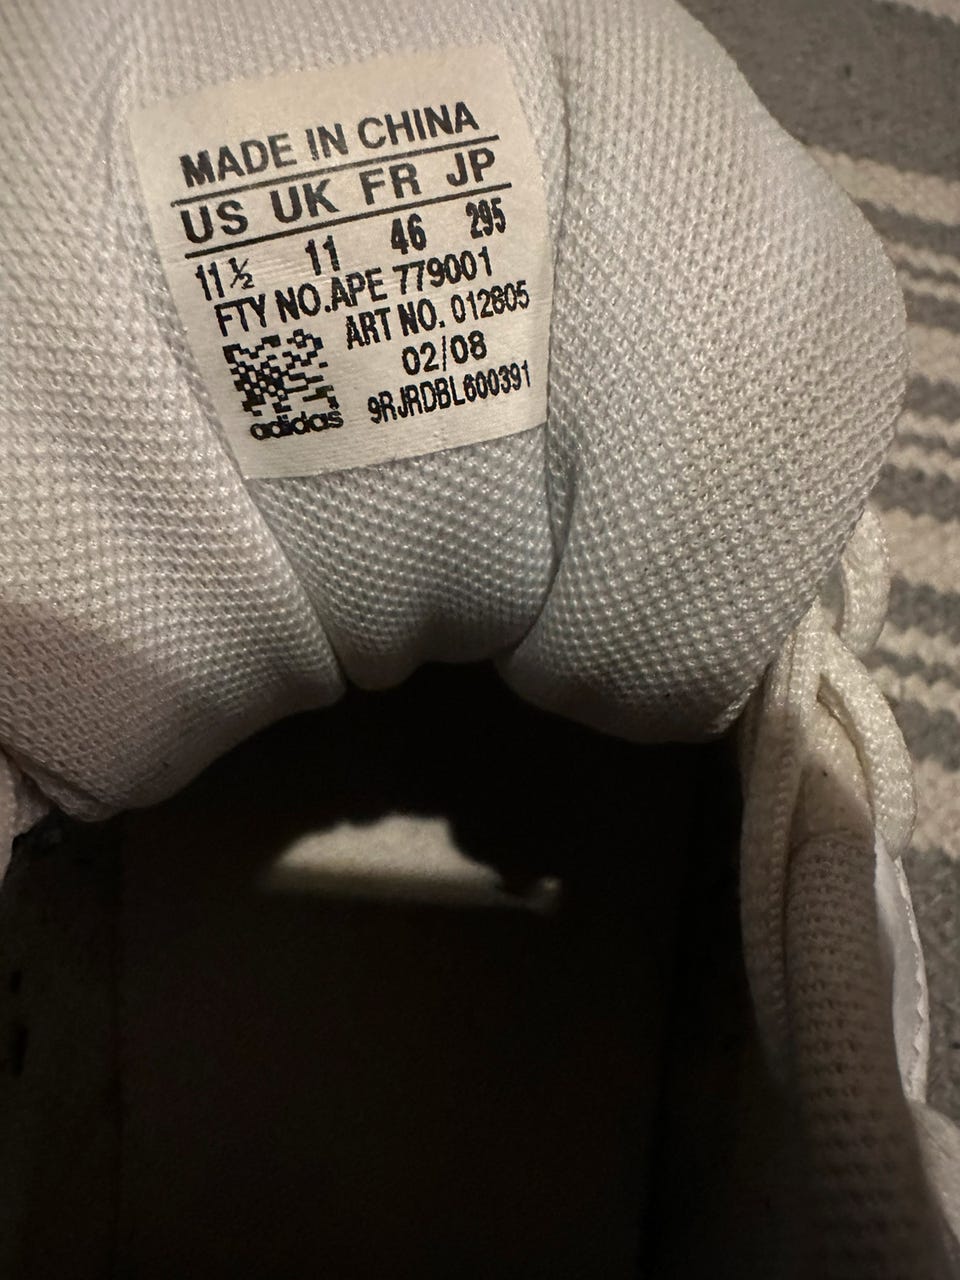 MADE IN CHINA
US UK FR JP
11½ 11 46 295
FTY NO.APE 779001
ART NO. 012605
02/08
9RJRDBL600391
adidas